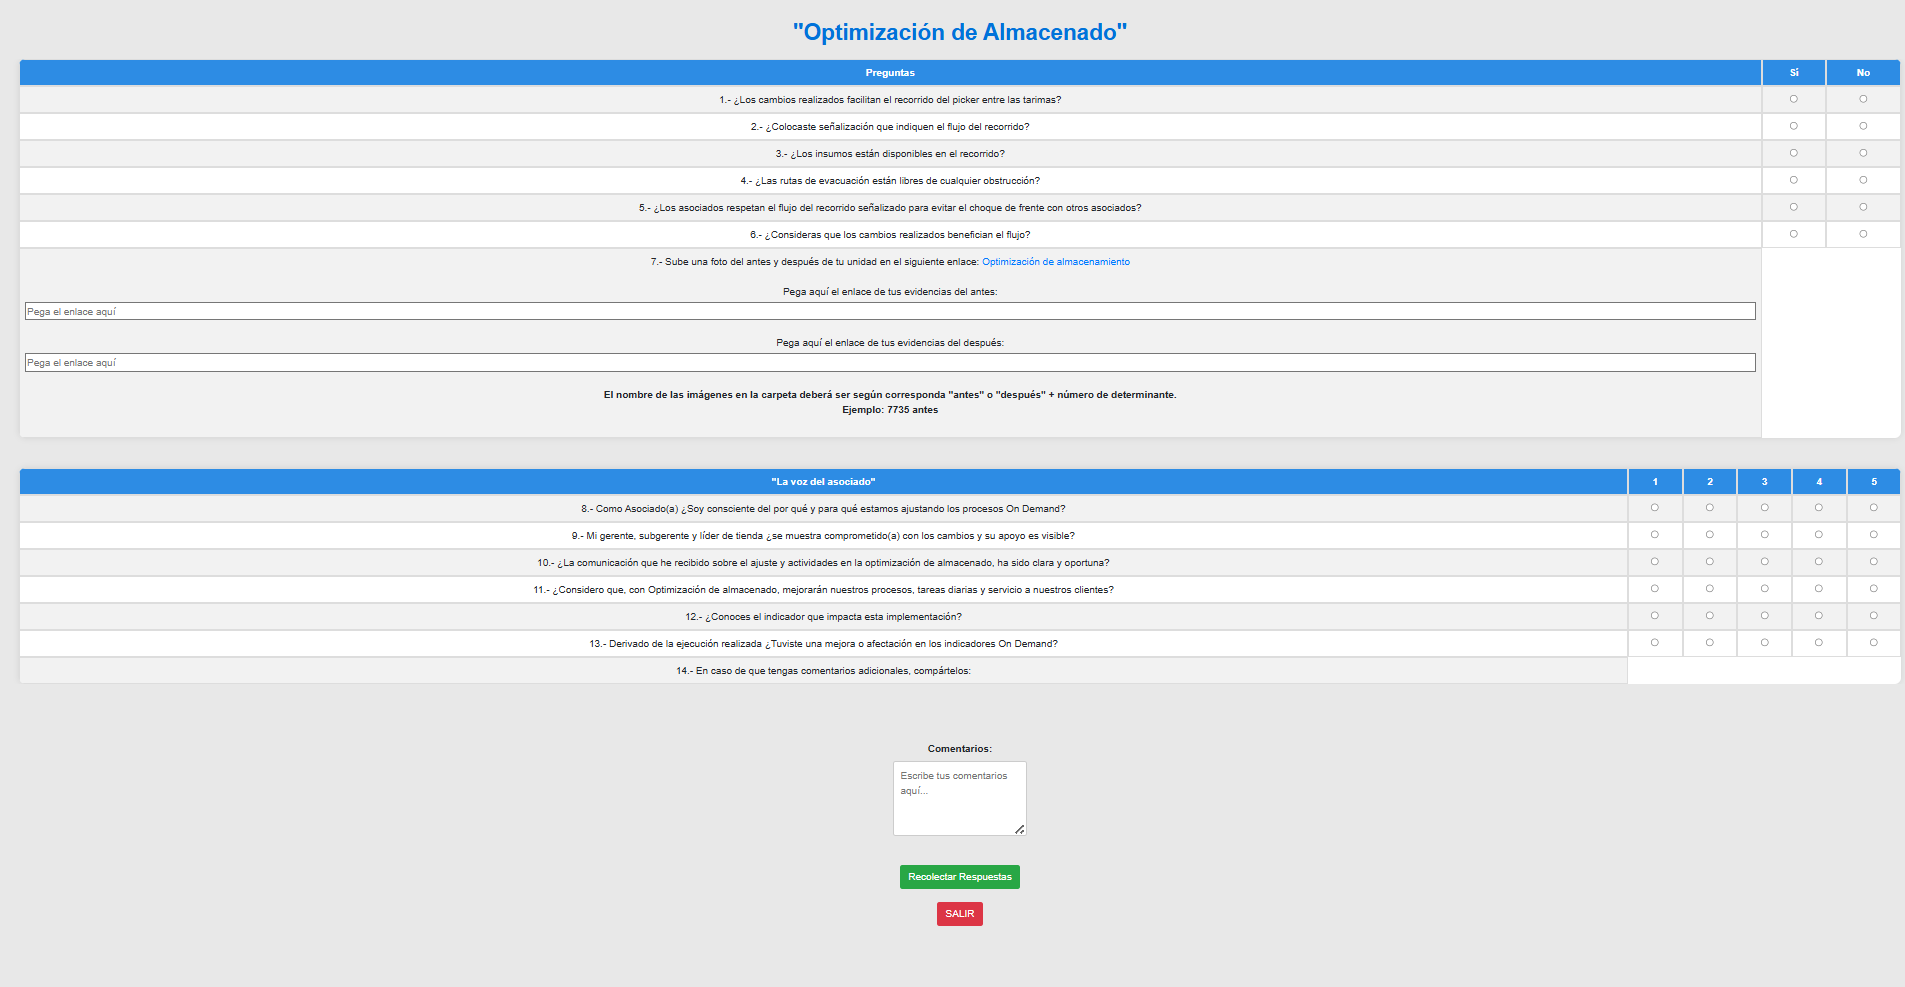 "Optimización de Almacenado"
Preguntas Sí No
1.- ¿Los cambios realizados facilitan el recorrido del picker entre las tarimas?
2.- ¿Colocaste señalización que indiquen el flujo del recorrido?
3.- ¿Los insumos están disponibles en el recorrido?
4.- ¿Las rutas de evacuación están libres de cualquier obstrucción?
5.- ¿Los asociados respetan el flujo del recorrido señalizado para evitar el choque de frente con otros asociados?
6.- ¿Consideras que los cambios realizados benefician el flujo?
7.- Sube una foto del antes y después de tu unidad en el siguiente enlace: Optimización de almacenamiento
Pega aquí el enlace de tus evidencias del antes:
Pega el enlace aquí
Pega aquí el enlace de tus evidencias del después:
Pega el enlace aquí
El nombre de las imágenes en la carpeta deberá ser según corresponda "antes" o "después" + número de determinante.
Ejemplo: 7735 antes
"La voz del asociado" 1 2 3 4 5
8.- Como Asociado(a) ¿Soy consciente del por qué y para qué estamos ajustando los procesos On Demand?
9.- Mi gerente, subgerente y líder de tienda ¿se muestra comprometido(a) con los cambios y su apoyo es visible?
10.- ¿La comunicación que he recibido sobre el ajuste y actividades en la optimización de almacenado, ha sido clara y oportuna?
11.- ¿Considero que, con Optimización de almacenado, mejorarán nuestros procesos, tareas diarias y servicio a nuestros clientes?
12.- ¿Conoces el indicador que impacta esta implementación?
13.- Derivado de la ejecución realizada ¿Tuviste una mejora o afectación en los indicadores On Demand?
14.- En caso de que tengas comentarios adicionales, compártelos:
Comentarios:
Escribe tus comentarios
aquí...
Recolectar Respuestas
SALIR